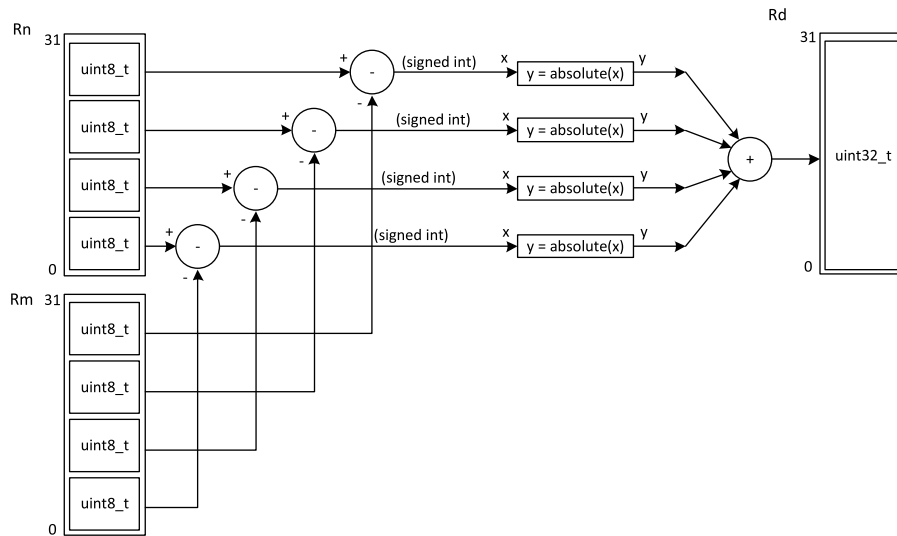 Rn
31
uint8_t
uint8_t
uint8_t
uint8_t
0
Rm
31
uint8_t
uint8_t
uint8_t
uint8_t
0
+
-
-
(signed int)
x
y = absolute(x)
y
+
-
-
(signed int)
x
y = absolute(x)
y
+
-
-
(signed int)
x
y = absolute(x)
y
+
-
-
(signed int)
x
y = absolute(x)
y
+
Rd
31
uint32_t
0